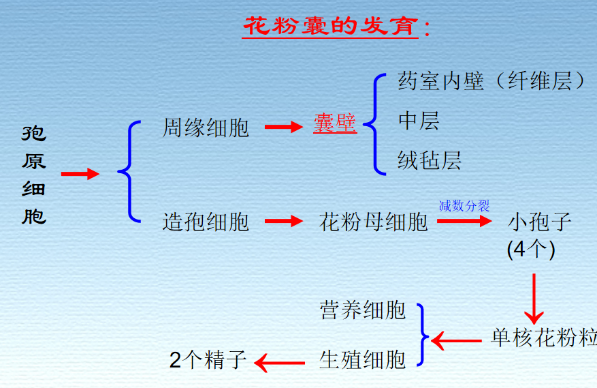 花粉囊的发育:
孢原细胞
周缘细胞
囊壁
药室内壁（纤维层）
中层
绒毡层
造孢细胞
花粉母细胞
减数分裂
小孢子
(4个)
单核花粉粒
营养细胞
生殖细胞
2个精子